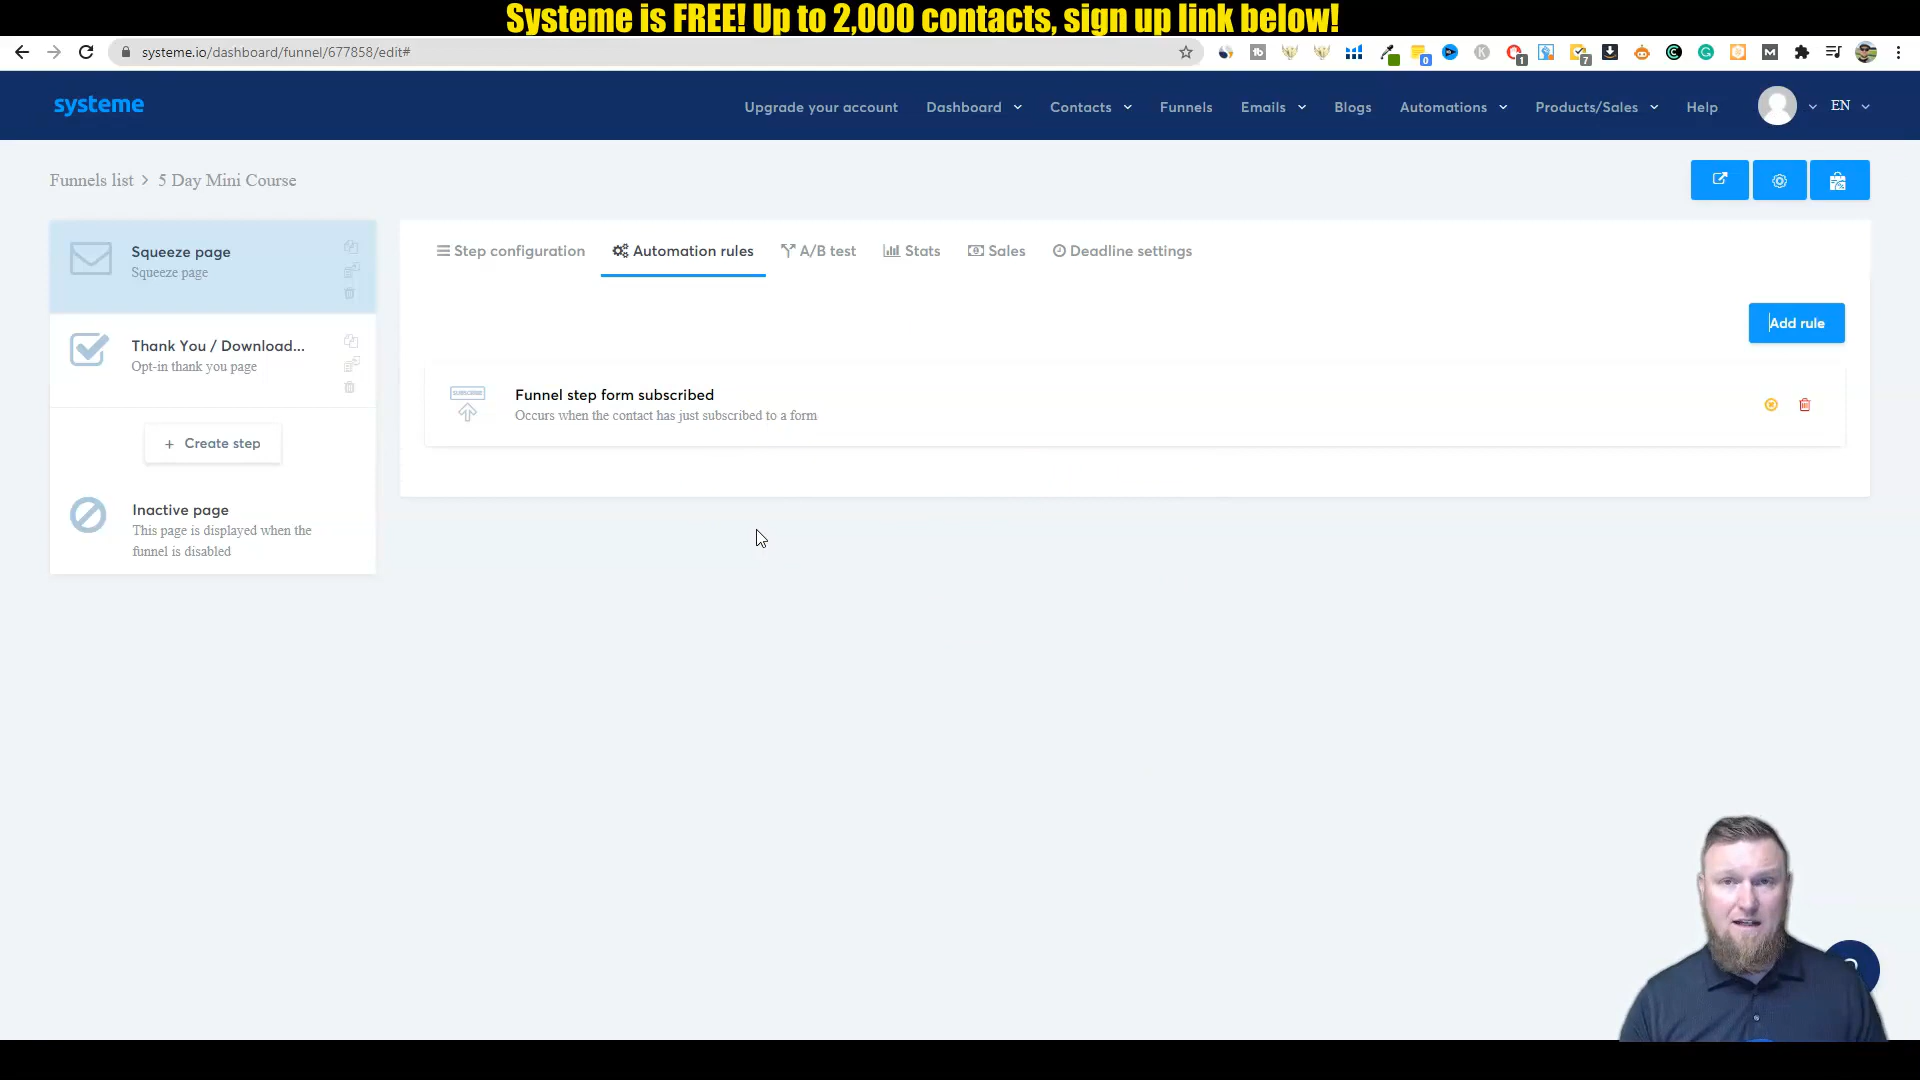 Systeme is FREE! Up to 2,000 contacts, sign up link below!
systeme.io/dashboard/funnel/677858/edit#
systeme
Upgrade your account
Dashboard
Contacts
Funnels
Emails
Blogs
Automations
Products/Sales
Help
EN
Funnels list > 5 Day Mini Course
Squeeze page
Squeeze page
Thank You / Download...
Opt-in thank you page
+ Create step
Inactive page
This page is displayed when the
funnel is disabled
Step configuration
Automation rules
A/B test
Stats
Sales
Deadline settings
Add rule
SUBSCRIBE
Funnel step form subscribed
Occurs when the contact has just subscribed to a form